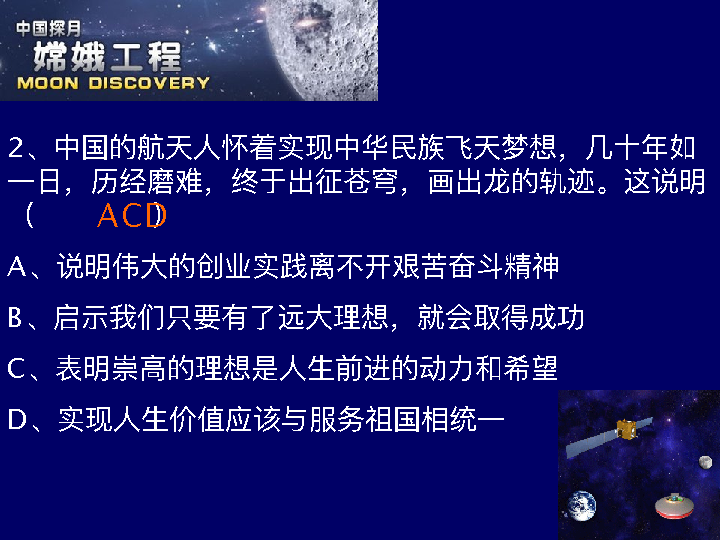 中国探月
嫦娥工程
MOON DISCOVERY
2、中国的航天人怀着实现中华民族飞天梦想，几十年如
一日，历经磨难，终于出征苍穹，画出龙的轨迹。这说明
（ ACD ）
A、说明伟大的创业实践离不开艰苦奋斗精神
B、启示我们只要有了远大理想，就会取得成功
C、表明崇高的理想是人生前进的动力和希望
D、实现人生价值应该与服务祖国相统一